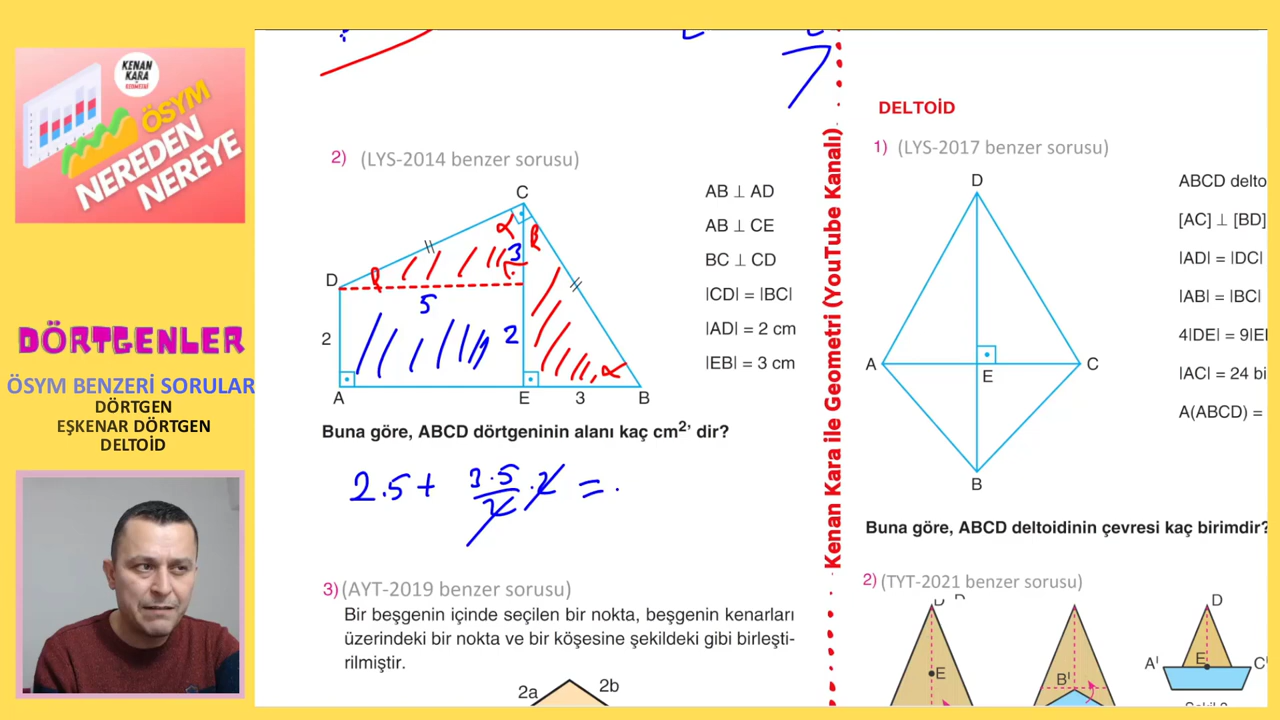 KENAN
KARA
ÖSYM
NEREDEN
NEREYE
DÖRTGENLER
ÖSYM BENZERİ SORULAR
DÖRTGEN
EŞKENAR DÖRTGEN
DELTOİD
2) (LYS-2014 benzer sorusu)
C
α
β
3
D
β
5
2
2
α
A
E
3
B
AB ⊥ AD
AB ⊥ CE
BC ⊥ CD
|CD| = |BC|
|AD| = 2 cm
|EB| = 3 cm
Buna göre, ABCD dörtgeninin alanı kaç cm²' dir?
2.5 + 3.5/2 .2 = .
3) (AYT-2019 benzer sorusu)
Bir beşgenin içinde seçilen bir nokta, beşgenin kenarları
üzerindeki bir nokta ve bir köşesine şekildeki gibi birleşti-
rilmiştir.
2a
2b
Kenan Kara ile Geometri (YouTube Kanalı)
7
DELTOİD
1) (LYS-2017 benzer sorusu)
D
A
E
C
B
ABCD delto
[AC] ⊥ [BD]
|AD| = |DC|
|AB| = |BC|
4|DE| = 9|E
|AC| = 24 bi
A(ABCD) =
Buna göre, ABCD deltoidinin çevresi kaç birimdir?
2) (TYT-2021 benzer sorusu)
D
E
B'
D
A'
E
C'